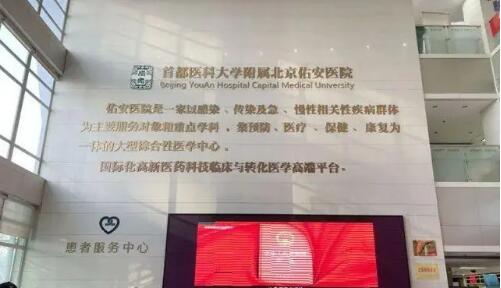 首都医科大学附属北京佑安医院
Beijing YouAn Hospital Capital Medical University
佑安医院是一家以感染、传染及急、慢性相关性疾病群体
为主要服务对象和重点学科，集预防、医疗、保健、康复为
一体的大型综合性医学中心。
国际化高新医药科技临床与转化医学高端平台。
患者服务中心